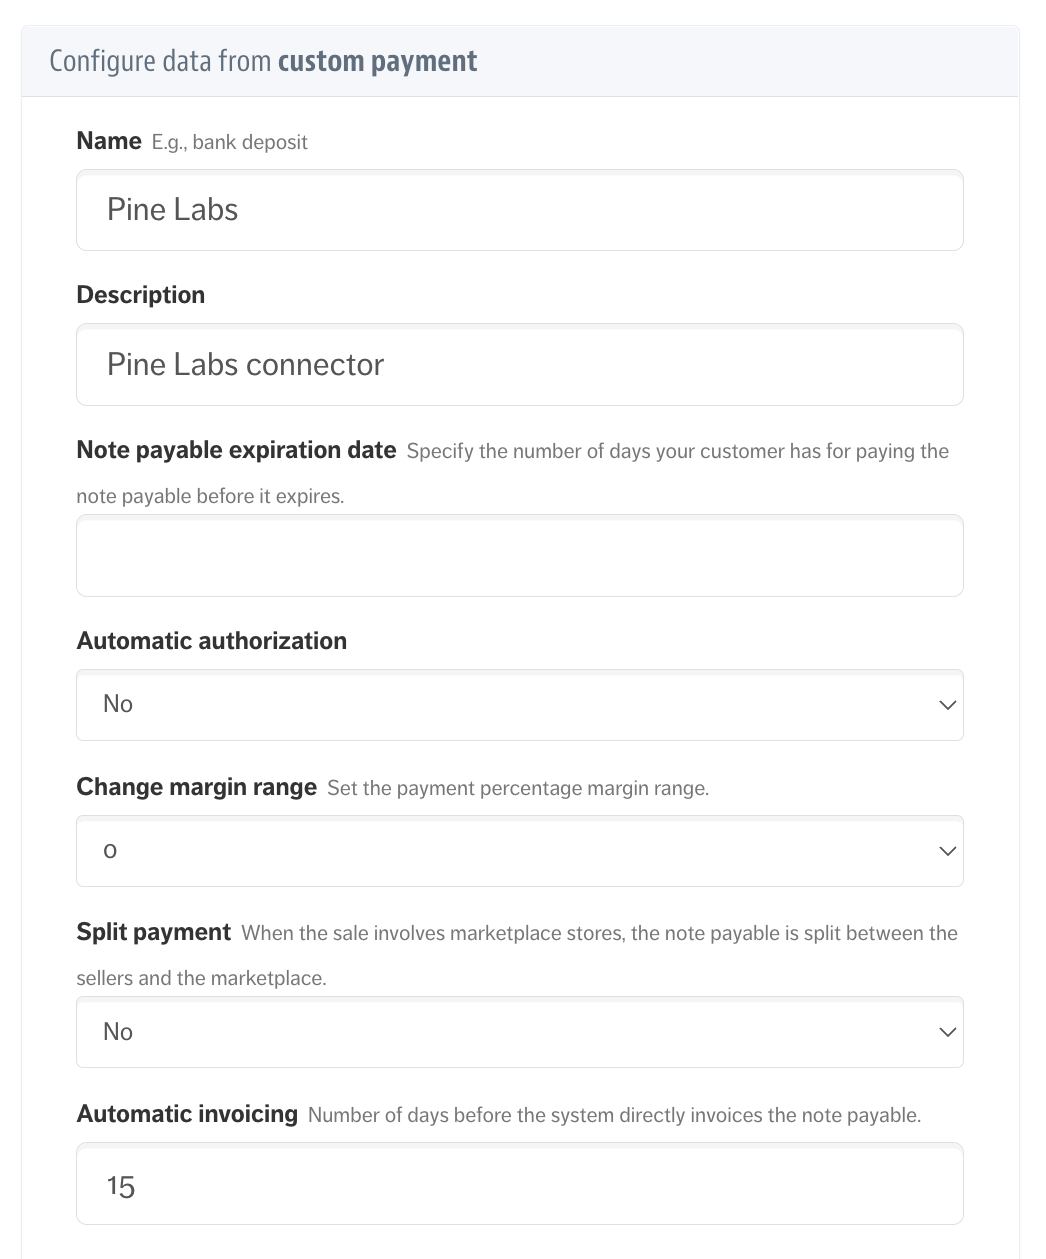 Configure data from custom payment
Name E.g., bank deposit
Pine Labs
Description
Pine Labs connector
Note payable expiration date Specify the number of days your customer has for paying the
note payable before it expires.
Automatic authorization
No
Change margin range Set the payment percentage margin range.
0
Split payment When the sale involves marketplace stores, the note payable is split between the
sellers and the marketplace.
No
Automatic invoicing Number of days before the system directly invoices the note payable.
15